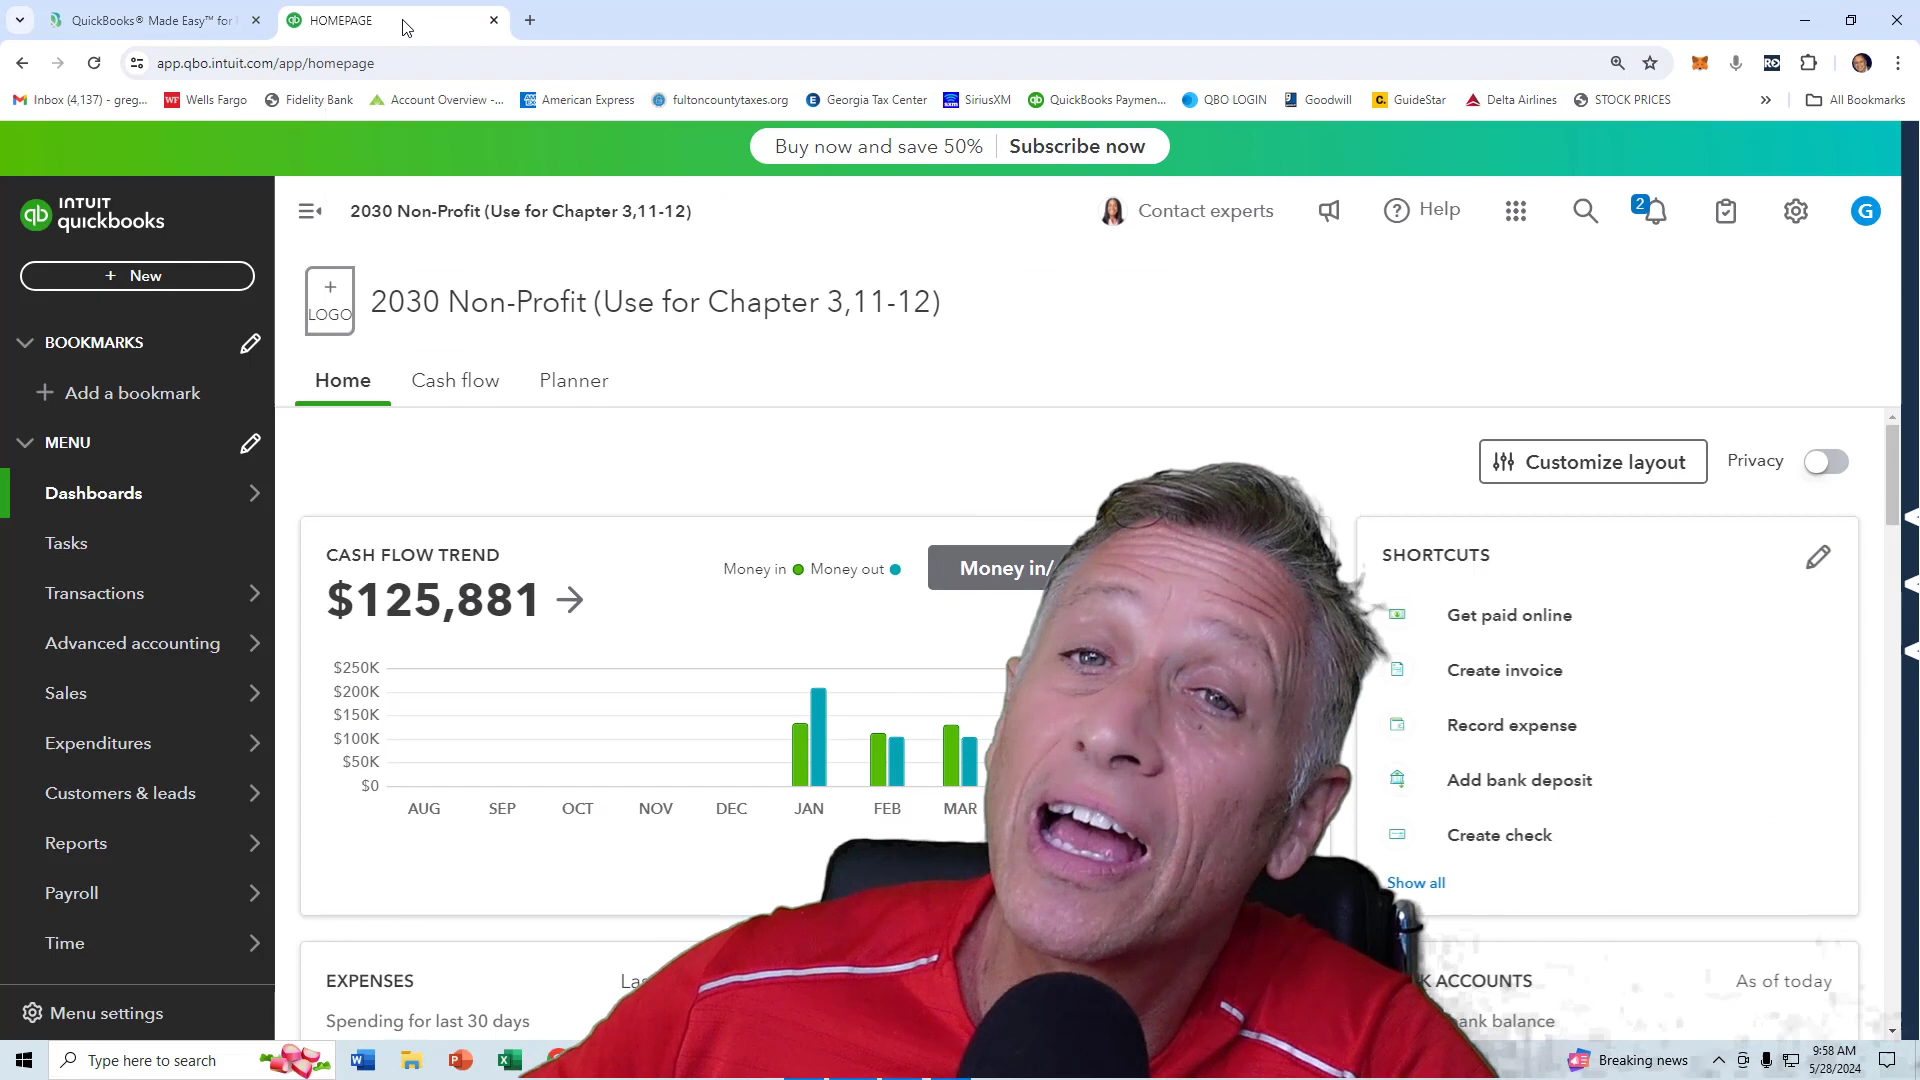 QuickBooks® Made Easy™ for
HOMEPAGE
app.qbo.intuit.com/app/homepage
Inbox (4,137) - greg...
Wells Fargo
Fidelity Bank
Account Overview -...
American Express
fultoncountytaxes.org
Georgia Tax Center
SiriusXM
QuickBooks Paymen...
QBO LOGIN
Goodwill
GuideStar
Delta Airlines
STOCK PRICES
All Bookmarks
Buy now and save 50% Subscribe now
INTUIT
quickbooks
2030 Non-Profit (Use for Chapter 3,11-12)
Contact experts
Help
2
G
+ New
+
LOGO
2030 Non-Profit (Use for Chapter 3,11-12)
BOOKMARKS
Add a bookmark
MENU
Dashboards
Tasks
Transactions
Advanced accounting
Sales
Expenditures
Customers & leads
Reports
Payroll
Time
Menu settings
Home
Cash flow
Planner
Customize layout
Privacy
CASH FLOW TREND
$125,881
Money in
Money out
Money in/
$250K
$200K
$150K
$100K
$50K
$0
AUG SEP OCT NOV DEC JAN FEB MAR
SHORTCUTS
Get paid online
Create invoice
Record expense
Add bank deposit
Create check
Show all
EXPENSES
Spending for last 30 days
ACCOUNTS
As of today
balance
Type here to search
Breaking news
9:58 AM
5/28/2024